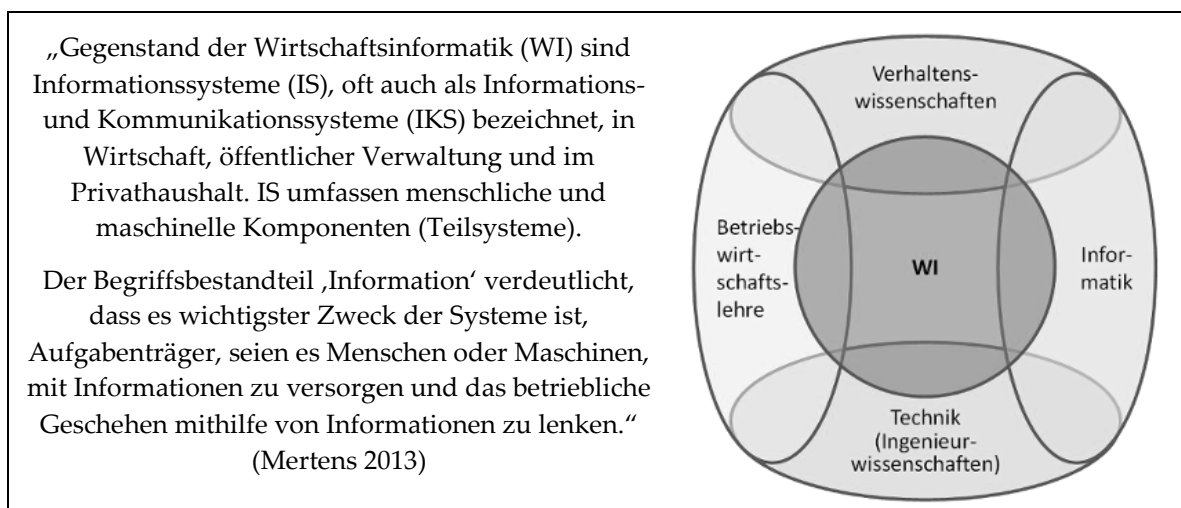 „Gegenstand der Wirtschaftsinformatik (WI) sind
Informationssysteme (IS), oft auch als Informations-
und Kommunikationssysteme (IKS) bezeichnet, in
Wirtschaft, öffentlicher Verwaltung und im
Privathaushalt. IS umfassen menschliche und
maschinelle Komponenten (Teilsysteme).
Der Begriffsbestandteil ‚Information‘ verdeutlicht,
dass es wichtigster Zweck der Systeme ist,
Aufgabenträger, seien es Menschen oder Maschinen,
mit Informationen zu versorgen und das betriebliche
Geschehen mithilfe von Informationen zu lenken.“
(Mertens 2013)
Verhaltens-
wissenschaften
Betriebs-
wirt-
schafts-
lehre
WI
Infor-
matik
Technik
(Ingenieur-
wissenschaften)